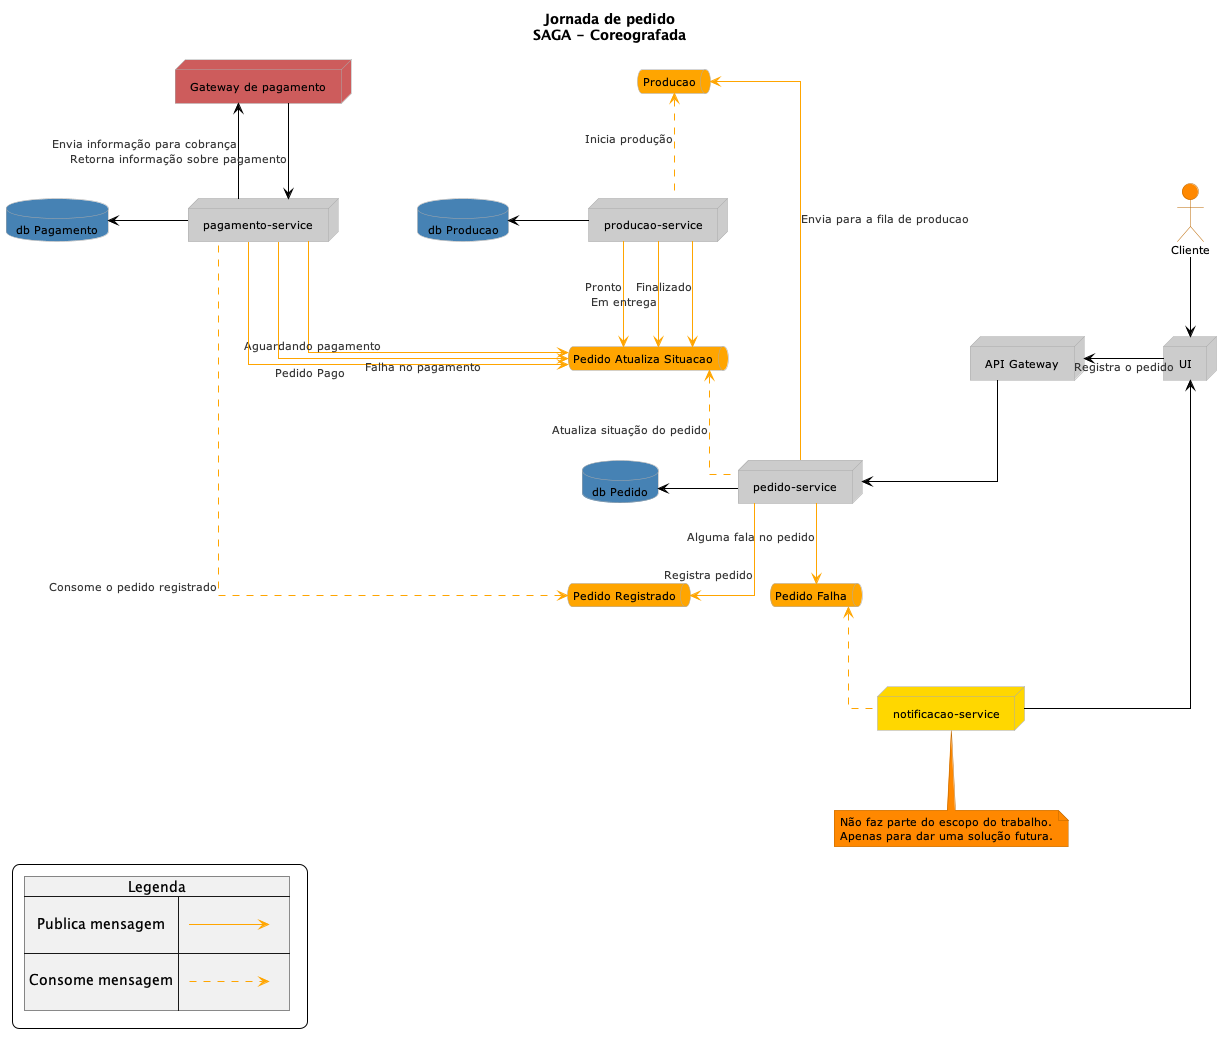 Jornada de pedido
SAGA - Coreografada
Gateway de pagamento
Producao
Envia informação para cobrança
Retorna informação sobre pagamento
Inicia produção
db Pagamento
pagamento-service
db Producao
producao-service
Envia para a fila de producao
Cliente
Pronto
Finalizado
Em entrega
Aguardando pagamento
Pedido Atualiza Situacao
Falha no pagamento
Pedido Pago
API Gateway
Registra o pedido
UI
Atualiza situação do pedido
db Pedido
pedido-service
Alguma fala no pedido
Registra pedido
Consome o pedido registrado
Pedido Registrado
Pedido Falha
notificacao-service
Não faz parte do escopo do trabalho.
Apenas para dar uma solução futura.
Legenda
Publica mensagem
Consome mensagem